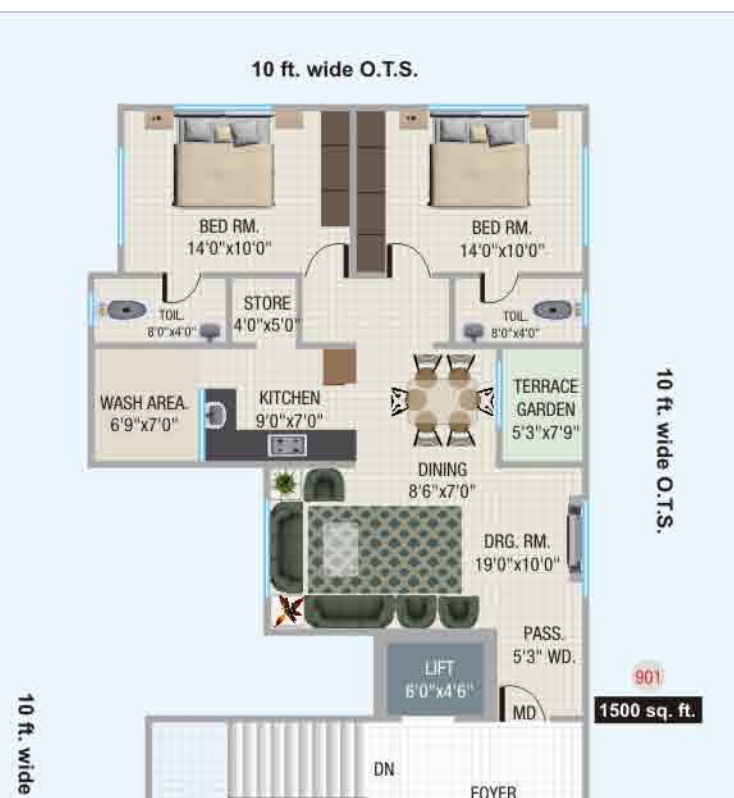 10 ft. wide O.T.S.
BED RM.
14'0"x10'0"
BED RM.
14'0"x10'0"
TOIL.
8'0"x4'0"
STORE
4'0"x5'0"
TOIL.
8'0"x4'0"
WASH AREA.
6'9"x7'0"
KITCHEN
9'0"x7'0"
TERRACE
GARDEN
5'3"x7'9"
10 ft. wide O.T.S.
DINING
8'6"x7'0"
DRG. RM.
19'0"x10'0"
PASS.
5'3" WD.
LIFT
6'0"x4'6"
MD
901
1500 sq. ft.
10 ft. wide
DN
FOYER